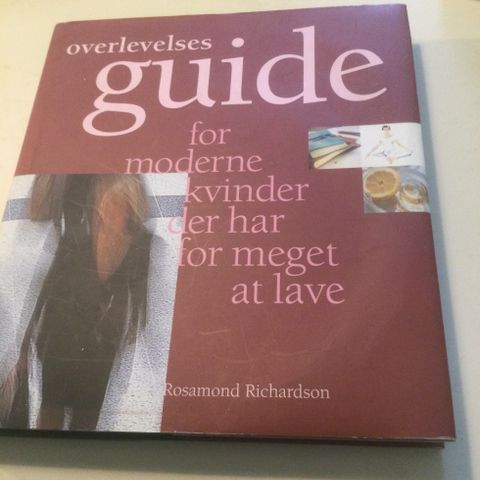 overlevelses
guide
for
moderne
kvinder
der har
for meget
at lave
Rosamond Richardson